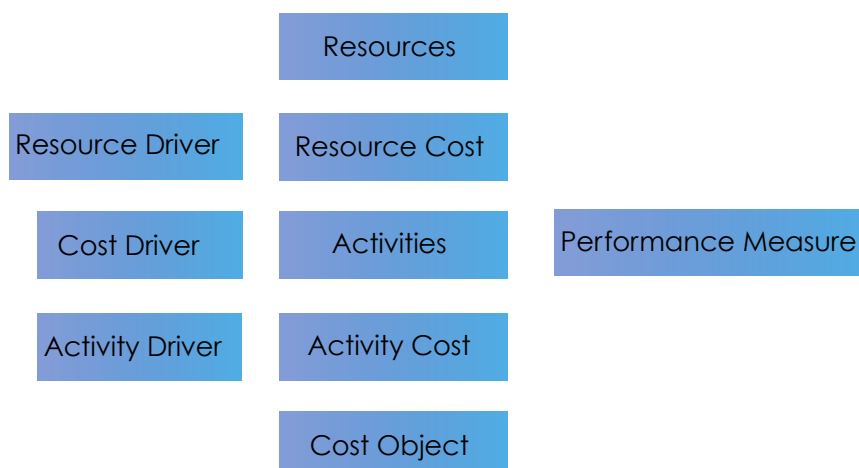 Resources
Resource Driver
Resource Cost
Cost Driver
Activities
Performance Measure
Activity Driver
Activity Cost
Cost Object